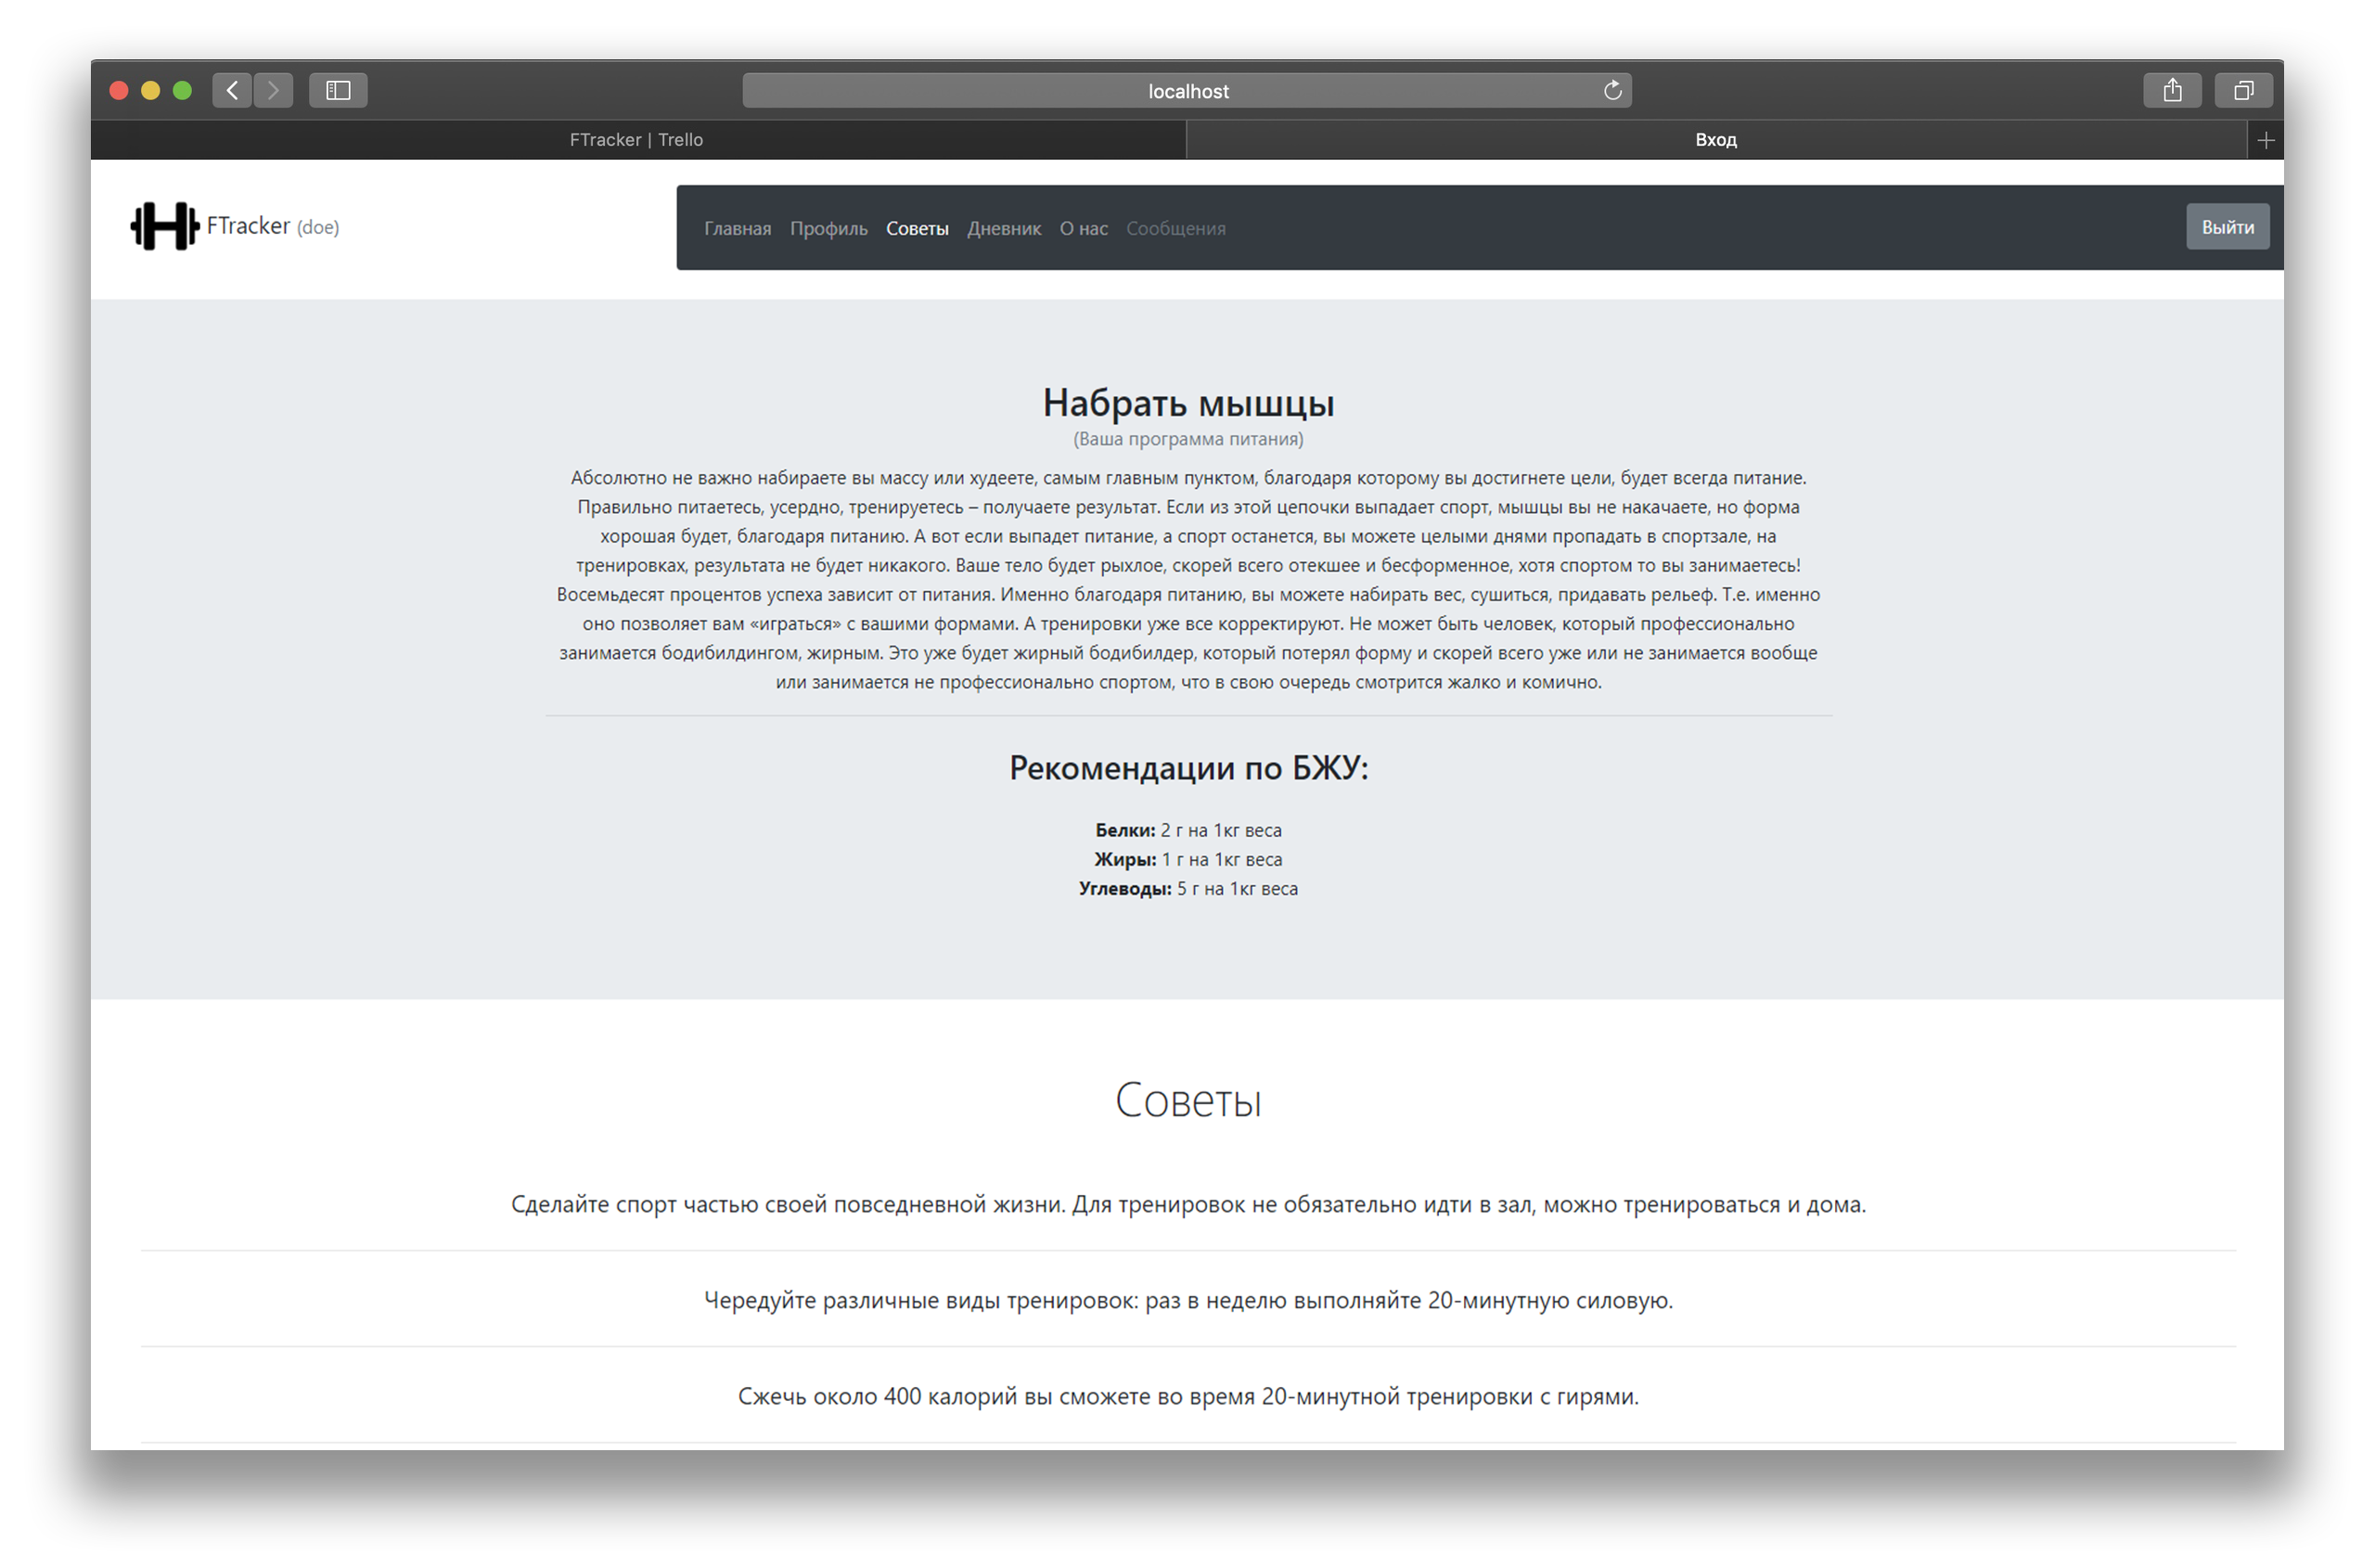 localhost
FTracker | Trello
Вход
FTracker (doe)
Главная Профиль Советы Дневник О нас Сообщения
Выйти
Набрать мышцы
(Ваша программа питания)
Абсолютно не важно набираете вы массу или худеете, самым главным пунктом, благодаря которому вы достигнете цели, будет всегда питание.
Правильно питаетесь, усердно, тренируетесь – получаете результат. Если из этой цепочки выпадает спорт, мышцы вы не накачаете, но форма
хорошая будет, благодаря питанию. А вот если выпадет питание, а спорт останется, вы можете целыми днями пропадать в спортзале, на
тренировках, результата не будет никакого. Ваше тело будет рыхлое, скорей всего отекшее и бесформенное, хотя спортом то вы занимаетесь!
Восемьдесят процентов успеха зависит от питания. Именно благодаря питанию, вы можете набирать вес, сушиться, придавать рельеф. Т.е. именно
оно позволяет вам «играться» с вашими формами. А тренировки уже все корректируют. Не может быть человек, который профессионально
занимается бодибилдингом, жирным. Это уже будет жирный бодибилдер, который потерял форму и скорей всего уже или не занимается вообще
или занимается не профессионально спортом, что в свою очередь смотрится жалко и комично.
Рекомендации по БЖУ:
Белки: 2 г на 1кг веса
Жиры: 1 г на 1кг веса
Углеводы: 5 г на 1кг веса
Советы
Сделайте спорт частью своей повседневной жизни. Для тренировок не обязательно идти в зал, можно тренироваться и дома.
Чередуйте различные виды тренировок: раз в неделю выполняйте 20-минутную силовую.
Сжечь около 400 калорий вы сможете во время 20-минутной тренировки с гирями.